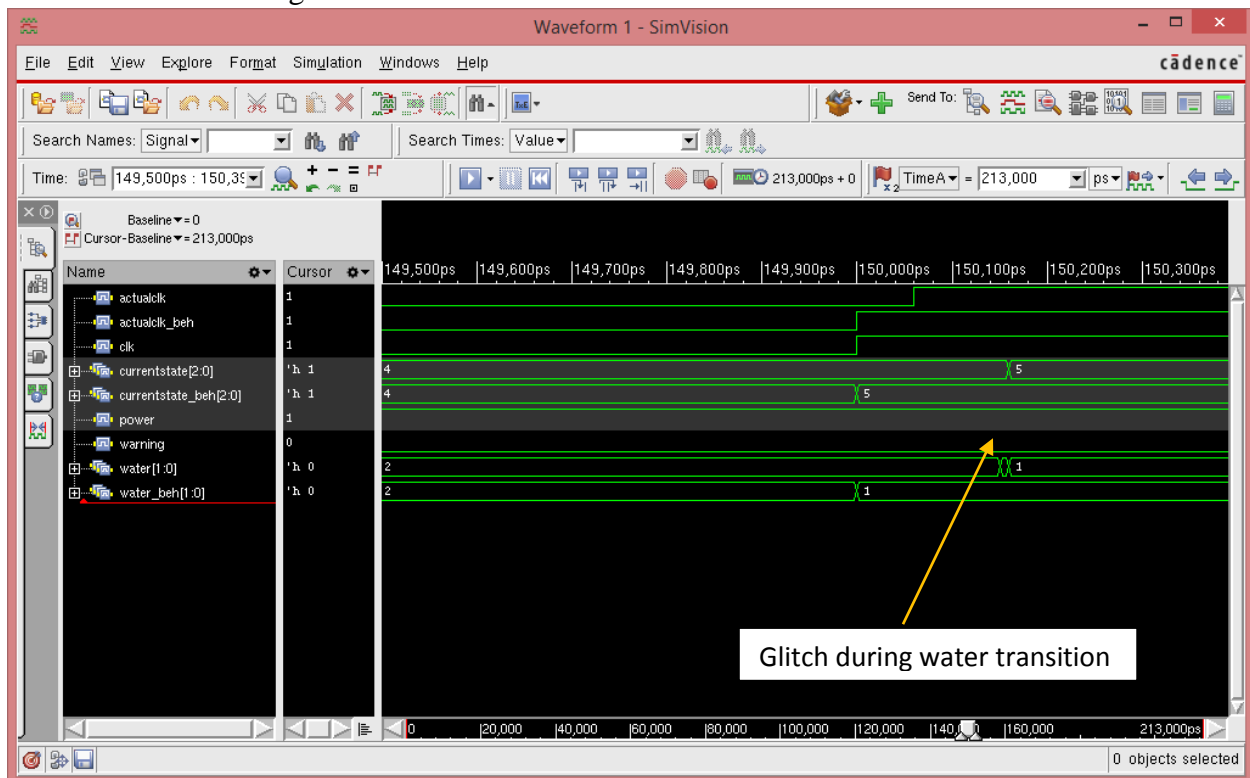 Waveform 1 - SimVision
File Edit View Explore Format Simulation Windows Help cādence
Send To:
Search Names: Signal Search Times: Value
Time: 149,500ps : 150,39 213,000ps + 0 TimeA = 213,000 ps
Baseline = 0
Cursor-Baseline = 213,000ps
Name Cursor 149,500ps 149,600ps 149,700ps 149,800ps 149,900ps 150,000ps 150,100ps 150,200ps 150,300ps
actualclk 1
actualclk_beh 1
clk 1
currentstate[2:0] 'h 1 4 5
currentstate_beh[2:0] 'h 1 4 5
power 1
warning 0
water[1:0] 'h 0 2 1
water_beh[1:0] 'h 0 2 1
Glitch during water transition
0 20,000 40,000 60,000 80,000 100,000 120,000 160,000 213,000ps
0 objects selected